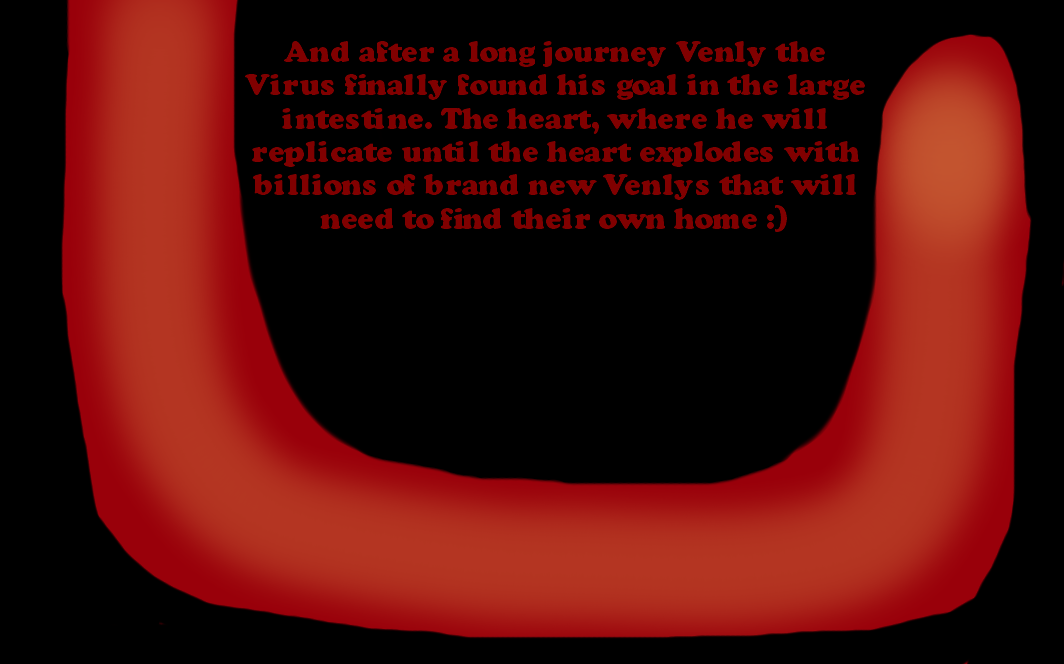 And after a long journey Venly the
Virus finally found his goal in the large
intestine. The heart, where he will
replicate until the heart explodes with
billions of brand new Venlys that will
need to find their own home :)